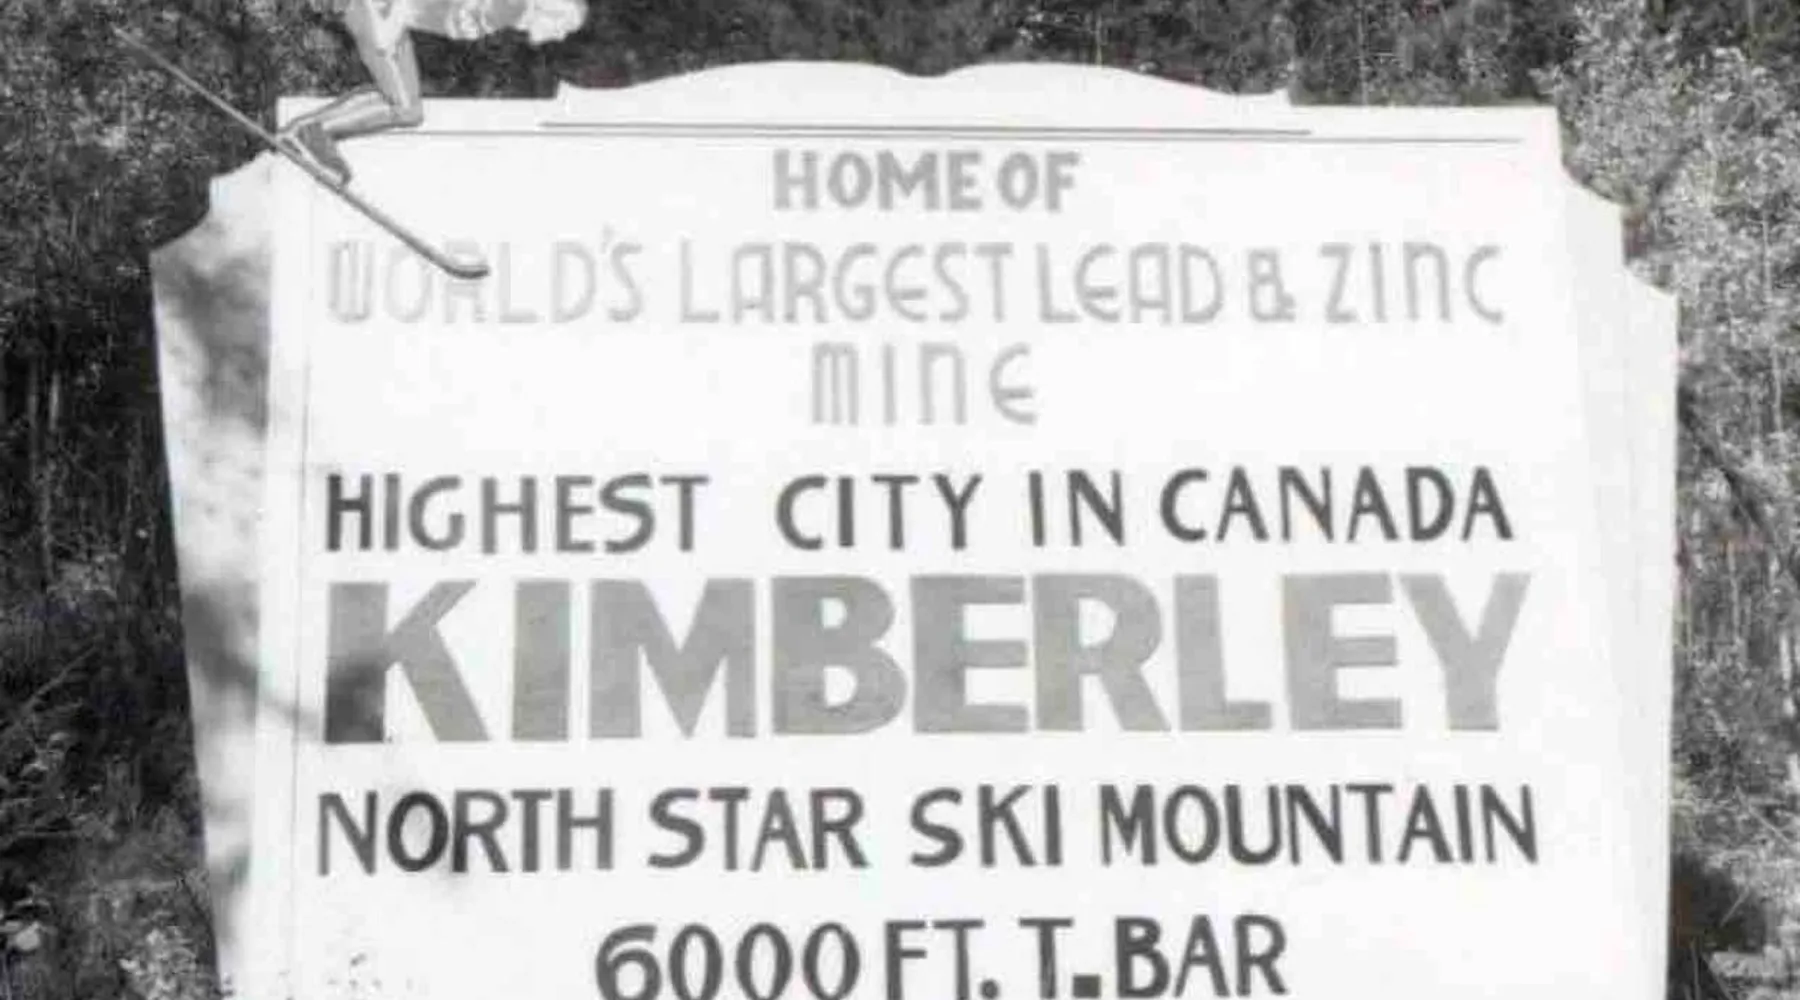 HOME OF
WORLD'S LARGEST LEAD & ZINC
MINE
HIGHEST CITY IN CANADA
KIMBERLEY
NORTH STAR SKI MOUNTAIN
6000 FT. T.BAR